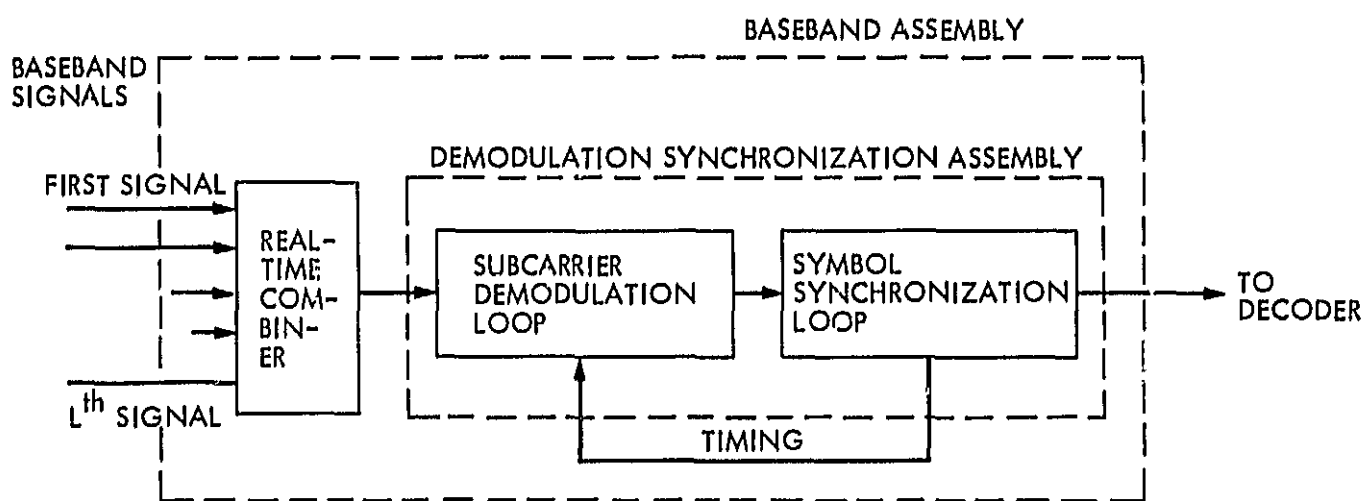 BASEBAND ASSEMBLY
BASEBAND
SIGNALS
DEMODULATION SYNCHRONIZATION ASSEMBLY
FIRST SIGNAL
REAL-
TIME
COM-
BIN-
ER
SUBCARRIER
DEMODULATION
LOOP
SYMBOL
SYNCHRONIZATION
LOOP
TO
DECODER
Lth SIGNAL
TIMING